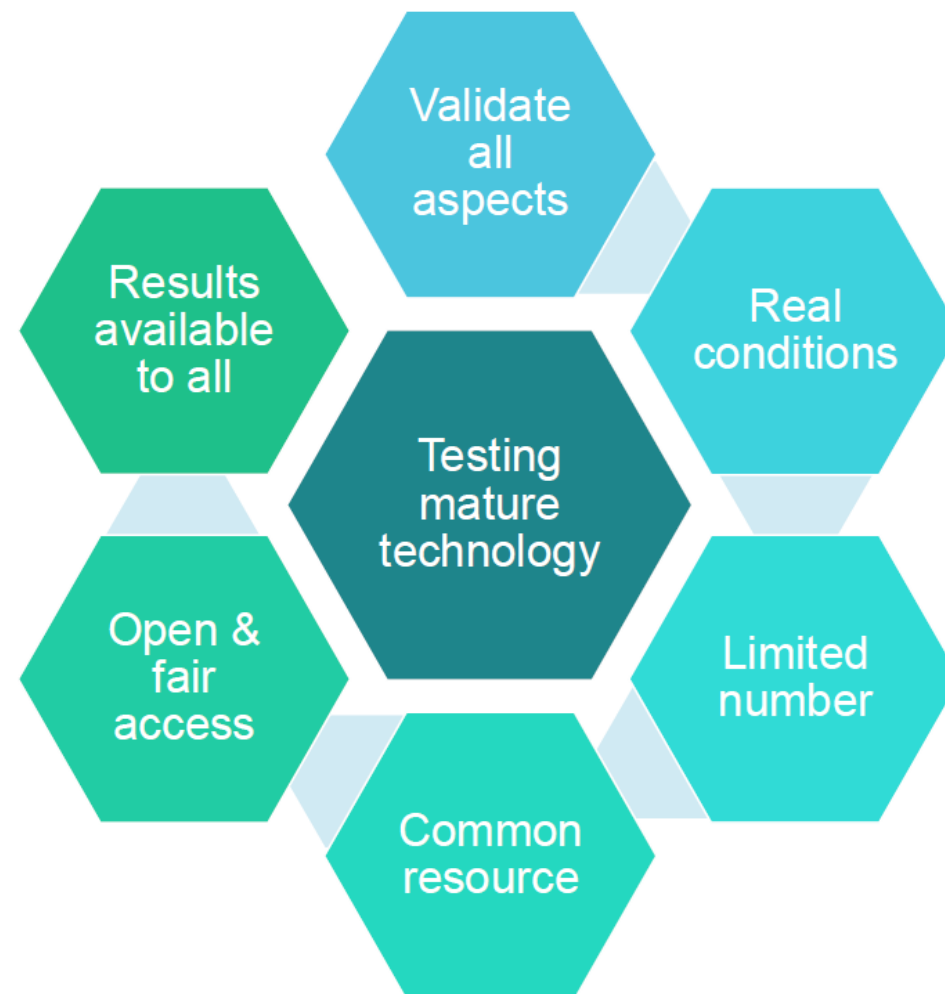 Validate
all
aspects
Real
conditions
Limited
number
Common
resource
Open &
fair
access
Results
available
to all
Testing
mature
technology